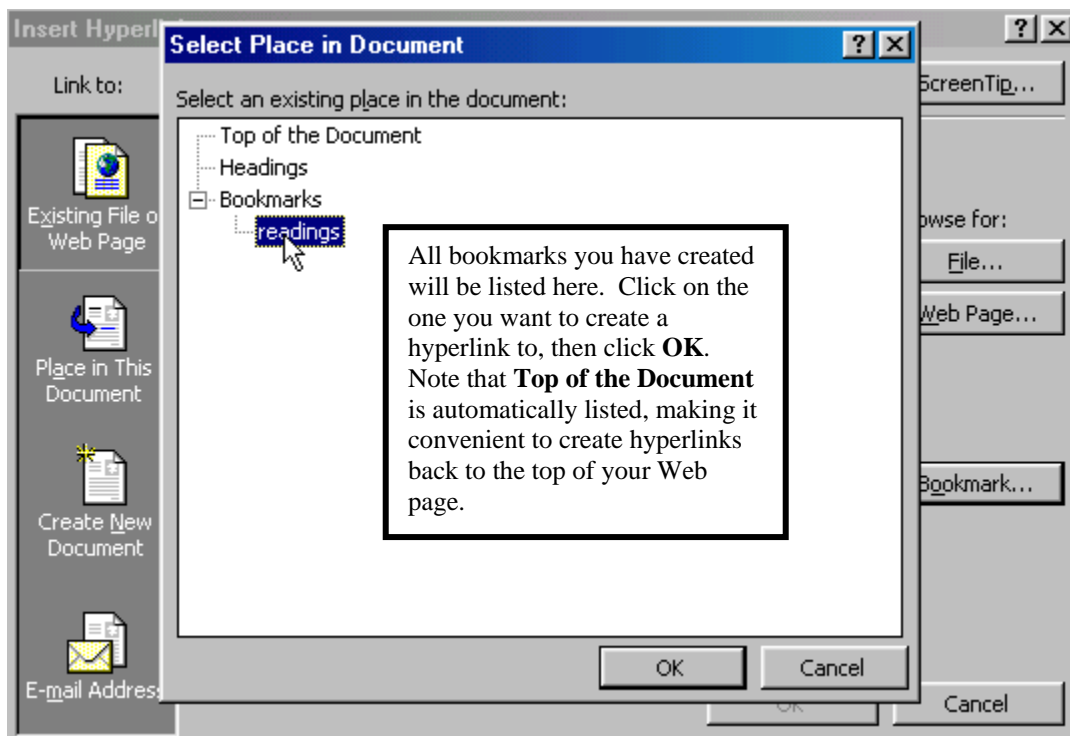 Insert Hyperl
Select Place in Document
Link to:
Select an existing place in the document:
ScreenTip...
Top of the Document
Headings
Bookmarks
readings
Existing File o
Web Page
owse for:
File...
Web Page...
All bookmarks you have created
will be listed here.  Click on the
one you want to create a
hyperlink to, then click OK.
Note that Top of the Document
is automatically listed, making it
convenient to create hyperlinks
back to the top of your Web
page.
Place in This
Document
Bookmark...
Create New
Document
E-mail Address
OK
Cancel
OK
Cancel